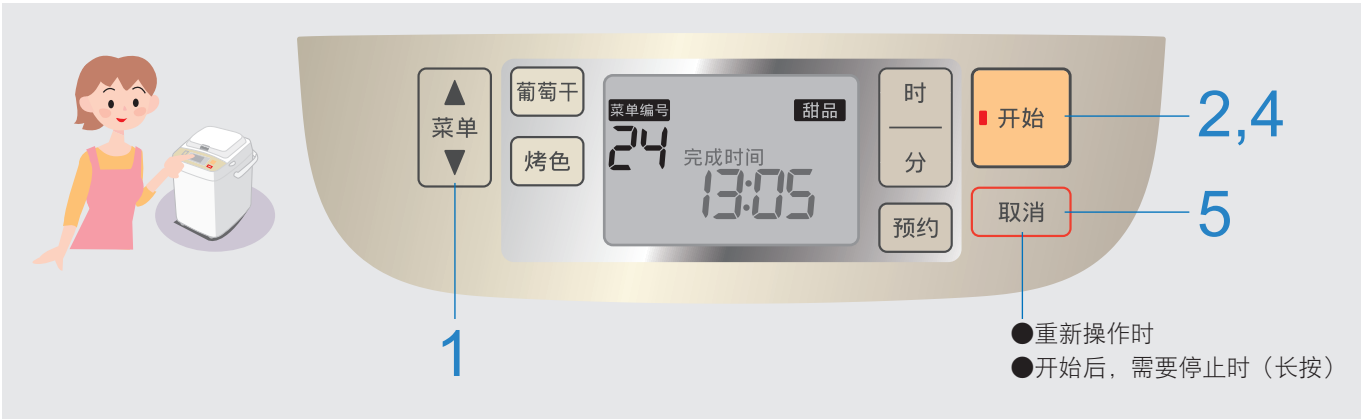 ▲
菜单
▼
葡萄干
烤色
菜单编号
甜品
24
完成时间
13:05
时
分
预约
开始
取消
2,4
5
1
●重新操作时
●开始后，需要停止时（长按）